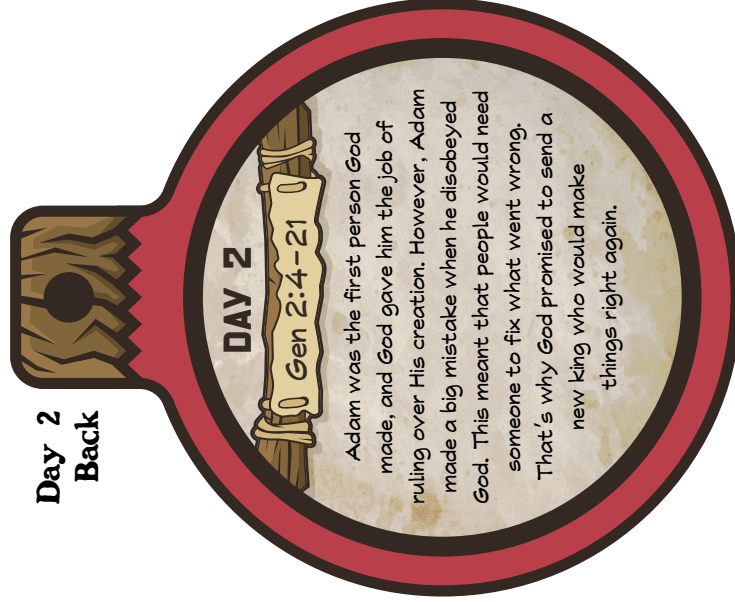 Day 2
Back
DAY 2
Gen 2:4-21
Adam was the first person God
made, and God gave him the job of
ruling over His creation. However, Adam
made a big mistake when he disobeyed
God. This meant that people would need
someone to fix what went wrong.
That's why God promised to send a
new king who would make
things right again.